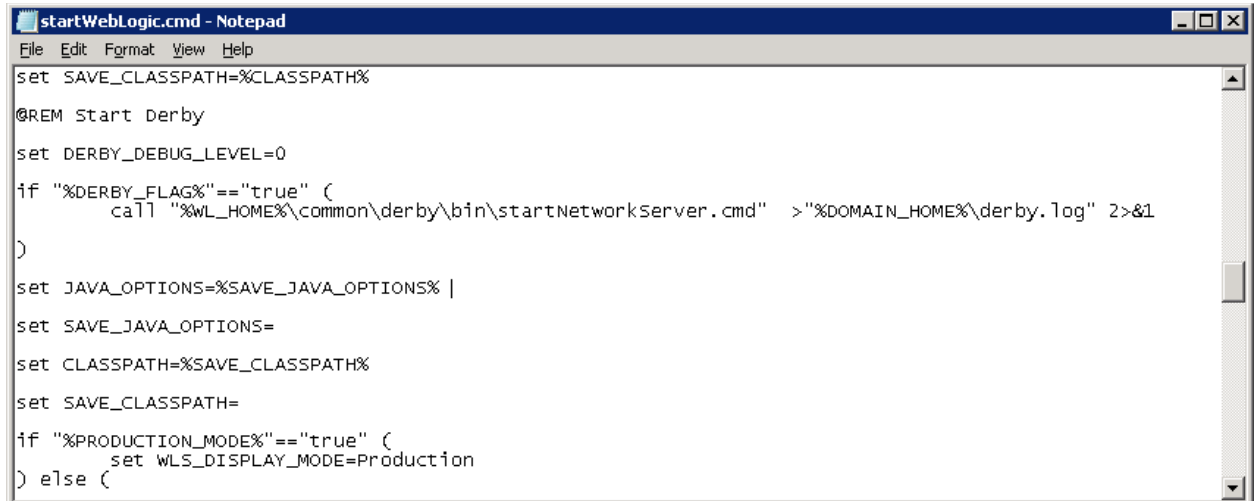 startWebLogic.cmd - Notepad
File Edit Format View Help
set SAVE_CLASSPATH=%CLASSPATH%
@REM Start Derby
set DERBY_DEBUG_LEVEL=0
if "%DERBY_FLAG%"=="true" (
call "%WL_HOME%\common\derby\bin\startNetworkServer.cmd" >"%DOMAIN_HOME%\derby.log" 2>&1
)
set JAVA_OPTIONS=%SAVE_JAVA_OPTIONS%
set SAVE_JAVA_OPTIONS=
set CLASSPATH=%SAVE_CLASSPATH%
set SAVE_CLASSPATH=
if "%PRODUCTION_MODE%"=="true" (
set WLS_DISPLAY_MODE=Production
) else (